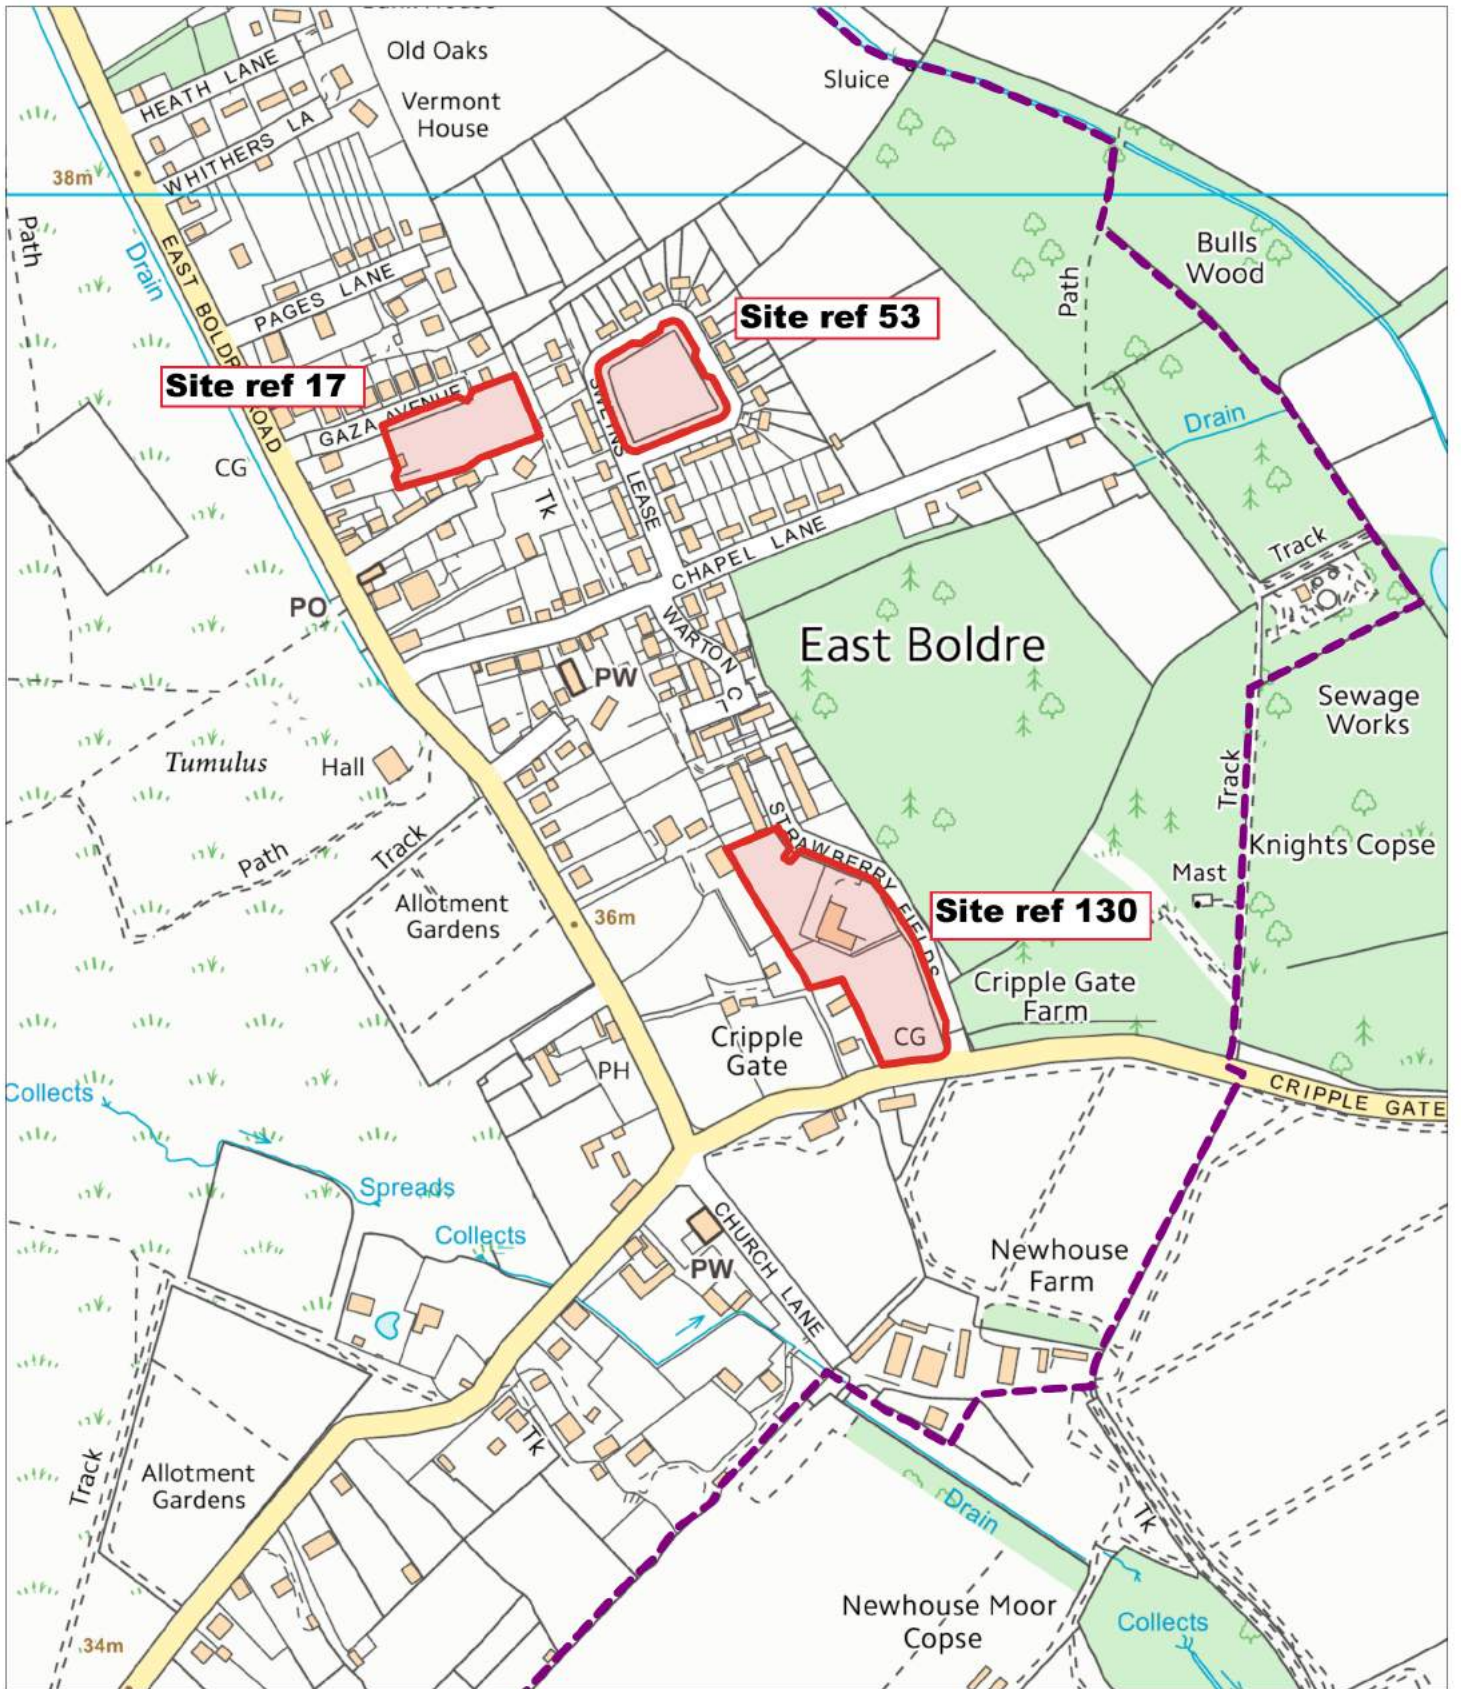 Old Oaks
Sluice
HEATH LANE
Vermont
House
WHITHERS LA
38m
Path
Drain
EAST BOLDRE ROAD
Bulls
Wood
Path
PAGES LANE
Site ref 53
Site ref 17
GAZA AVENUE
SWEYNS LEASE
Drain
CG
Tk
CHAPEL LANE
Track
PO
WARTON CL
East Boldre
PW
Sewage
Works
Tumulus
Hall
Track
STRAWBERRY FIELDS
Track
Path
Knights Copse
Mast
Allotment
Gardens
36m
Site ref 130
Cripple Gate
Farm
Cripple
Gate
CG
PH
Collects
CRIPPLE GATE
Spreads
Collects
CHURCH LANE
PW
Newhouse
Farm
Tk
Track
Allotment
Gardens
Drain
Tk
Newhouse Moor
Copse
Collects
34m